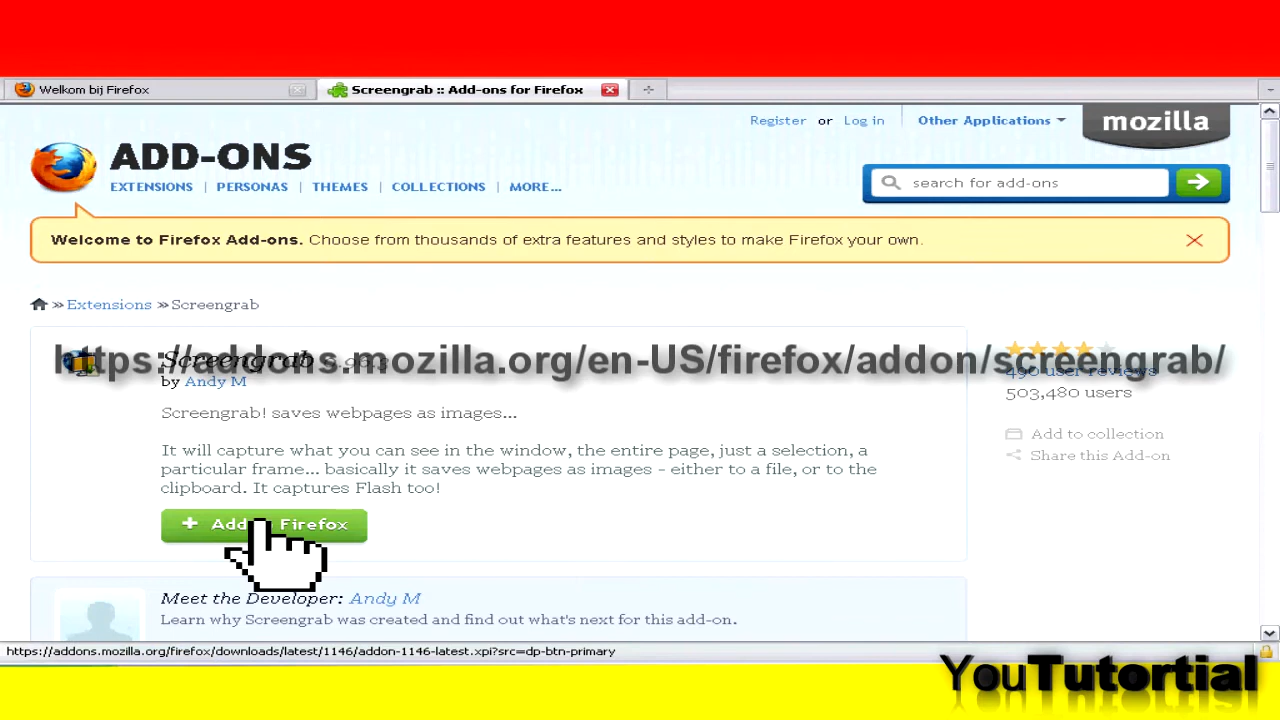 Welkom bij Firefox
Screengrab :: Add-ons for Firefox
Register or Log in
Other Applications
mozilla
ADD-ONS
EXTENSIONS | PERSONAS | THEMES | COLLECTIONS | MORE...
search for add-ons
Welcome to Firefox Add-ons. Choose from thousands of extra features and styles to make Firefox your own.
» Extensions » Screengrab
https://addons.mozilla.org/en-US/firefox/addon/screengrab/
Screengrab
490 user reviews
by Andy M
503,480 users
Screengrab! saves webpages as images...
Add to collection
Share this Add-on
It will capture what you can see in the window, the entire page, just a selection, a
particular frame... basically it saves webpages as images - either to a file, or to the
clipboard. It captures Flash too!
+ Add Firefox
Meet the Developer: Andy M
Learn why Screengrab was created and find out what's next for this add-on.
https://addons.mozilla.org/firefox/downloads/latest/1146/addon-1146-latest.xpi?src=dp-btn-primary
YouTutortial